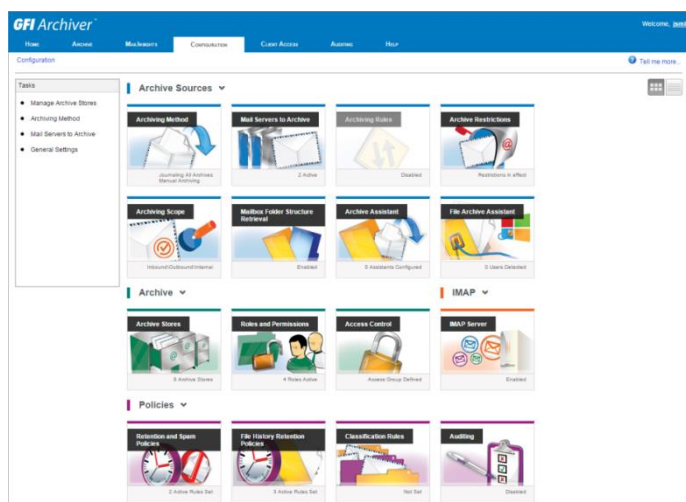 GFI Archiver
Welcome,
Home Archive MailInsights Configuration Client Access Auditing Help
Configuration
Tell me more...
Tasks
Manage Archive Stores
Archiving Method
Mail Servers to Archive
General Settings
Archive Sources
Archiving Method
Journaling All Archives
Manual Archiving
Mail Servers to Archive
2 Active
Archiving Rules
Disabled
Archive Restrictions
Restrictions in effect
Archiving Scope
Inbound\Outbound\Internal
Mailbox Folder Structure
Retrieval
Enabled
Archive Assistant
0 Assistants Configured
File Archive Assistant
0 Users Detected
Archive
Archive Stores
Archive Stores
Roles and Permissions
4 Roles Active
Access Control
Access Group Defined
IMAP
IMAP Server
Enabled
Policies
Retention and Spam
Policies
2 Active Rules Set
File History Retention
Policies
3 Active Rules Set
Classification Rules
Not Set
Auditing
Disabled